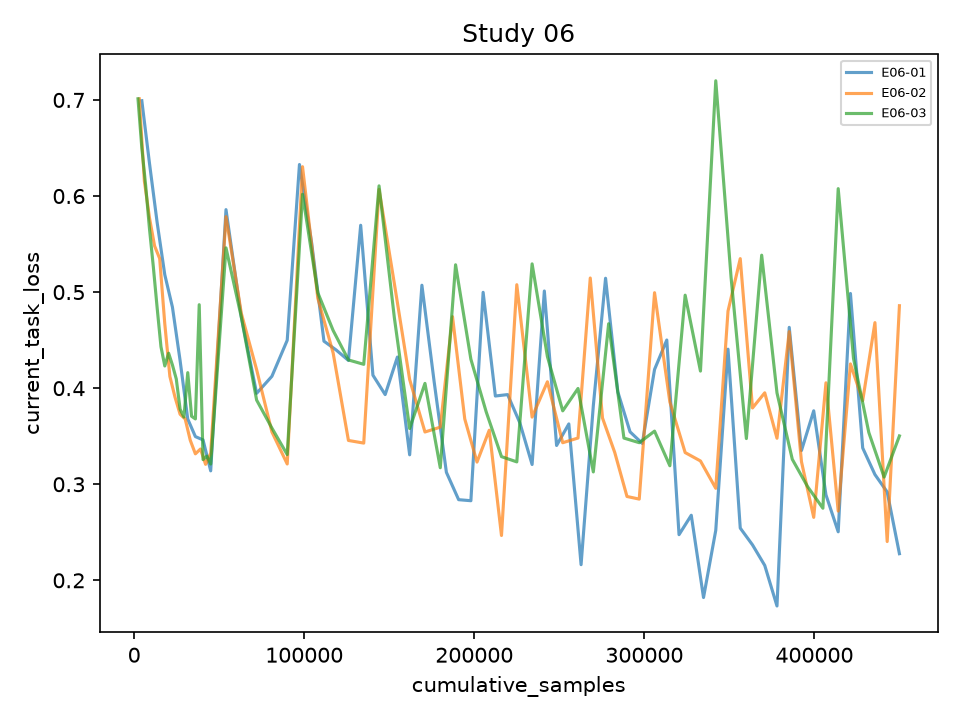 Study 06
E06-01
E06-02
E06-03
current_task_loss
0.7
0.6
0.5
0.4
0.3
0.2
0
100000
200000
300000
400000
cumulative_samples